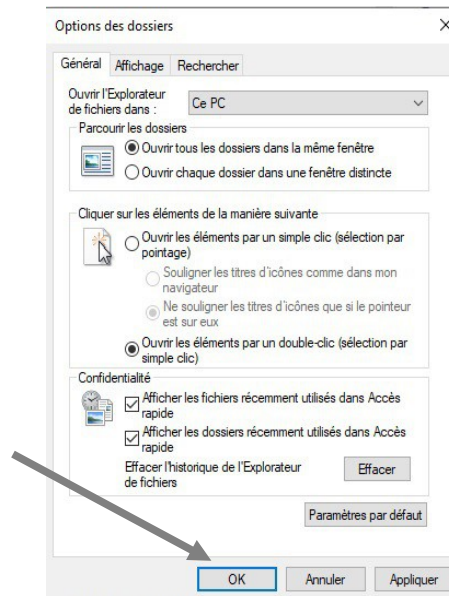 Options des dossiers
Général Affichage Rechercher
Ouvrir l'Explorateur
de fichiers dans : Ce PC
Parcourir les dossiers
Ouvrir tous les dossiers dans la même fenêtre
Ouvrir chaque dossier dans une fenêtre distincte
Cliquer sur les éléments de la manière suivante
Ouvrir les éléments par un simple clic (sélection par
pointage)
Souligner les titres d'icônes comme dans mon
navigateur
Ne souligner les titres d'icônes que si le pointeur
est sur eux
Ouvrir les éléments par un double-clic (sélection par
simple clic)
Confidentialité
Afficher les fichiers récemment utilisés dans Accès
rapide
Afficher les dossiers récemment utilisés dans Accès
rapide
Effacer l'historique de l'Explorateur
de fichiers Effacer
Paramètres par défaut
OK Annuler Appliquer